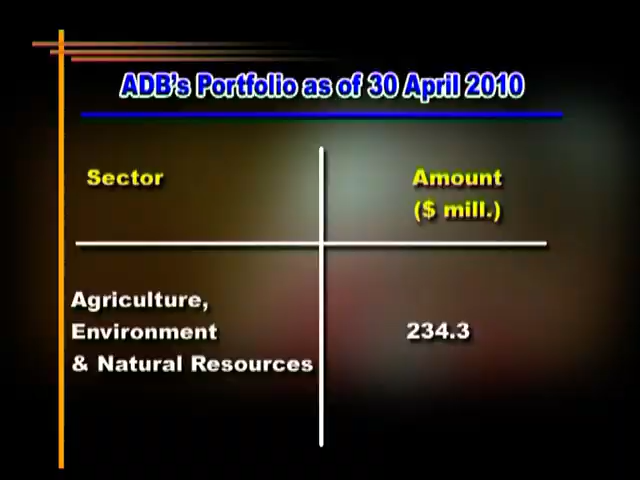 ADB's Portfolio as of 30 April 2010
Sector
Amount
($ mill.)
Agriculture,
Environment
& Natural Resources
234.3